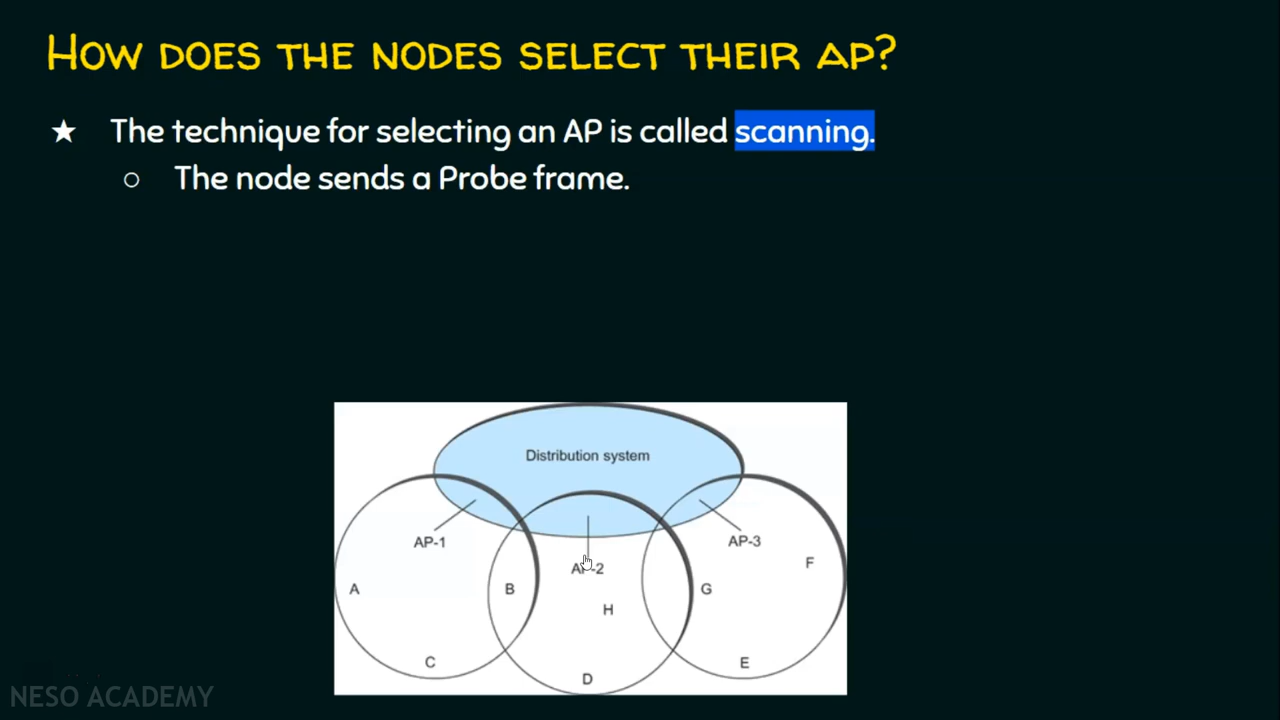 HOW DOES THE NODES SELECT THEIR AP?
★ The technique for selecting an AP is called scanning.
○ The node sends a Probe frame.
Distribution system
AP-1
AP-2
AP-3
F
A
B
G
H
C
E
D
NESO ACADEMY